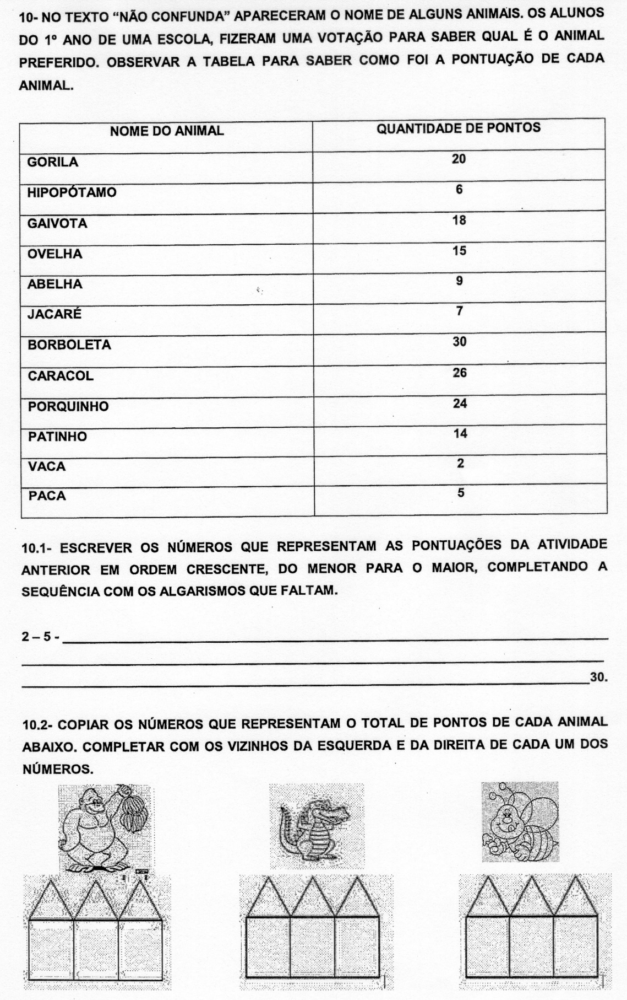 10- NO TEXTO “NÃO CONFUNDA” APARECERAM O NOME DE ALGUNS ANIMAIS. OS ALUNOS
DO 1º ANO DE UMA ESCOLA, FIZERAM UMA VOTAÇÃO PARA SABER QUAL É O ANIMAL
PREFERIDO. OBSERVAR A TABELA PARA SABER COMO FOI A PONTUAÇÃO DE CADA
ANIMAL.
NOME DO ANIMAL QUANTIDADE DE PONTOS
GORILA 20
HIPOPÓTAMO 6
GAIVOTA 18
OVELHA 15
ABELHA 9
JACARÉ 7
BORBOLETA 30
CARACOL 26
PORQUINHO 24
PATINHO 14
VACA 2
PACA 5
10.1- ESCREVER OS NÚMEROS QUE REPRESENTAM AS PONTUAÇÕES DA ATIVIDADE
ANTERIOR EM ORDEM CRESCENTE, DO MENOR PARA O MAIOR, COMPLETANDO A
SEQUÊNCIA COM OS ALGARISMOS QUE FALTAM.
2 – 5 -
30.
10.2- COPIAR OS NÚMEROS QUE REPRESENTAM O TOTAL DE PONTOS DE CADA ANIMAL
ABAIXO. COMPLETAR COM OS VIZINHOS DA ESQUERDA E DA DIREITA DE CADA UM DOS
NÚMEROS.